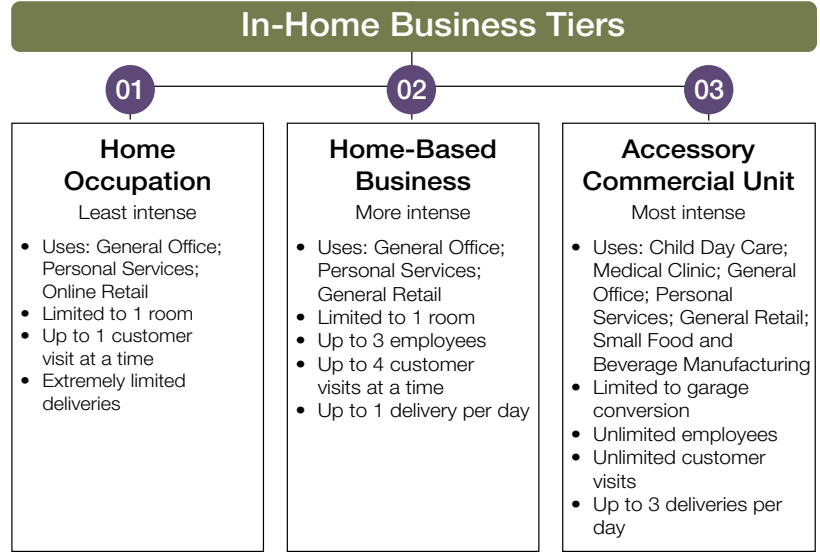 In-Home Business Tiers
01
02
03
Home
Occupation
Least intense
• Uses: General Office;
Personal Services;
Online Retail
• Limited to 1 room
• Up to 1 customer
visit at a time
• Extremely limited
deliveries
Home-Based
Business
More intense
• Uses: General Office;
Personal Services;
General Retail
• Limited to 1 room
• Up to 3 employees
• Up to 4 customer
visits at a time
• Up to 1 delivery per day
Accessory
Commercial Unit
Most intense
• Uses: Child Day Care;
Medical Clinic; General
Office; Personal
Services; General Retail;
Small Food and
Beverage Manufacturing
• Limited to garage
conversion
• Unlimited employees
• Unlimited customer
visits
• Up to 3 deliveries per
day